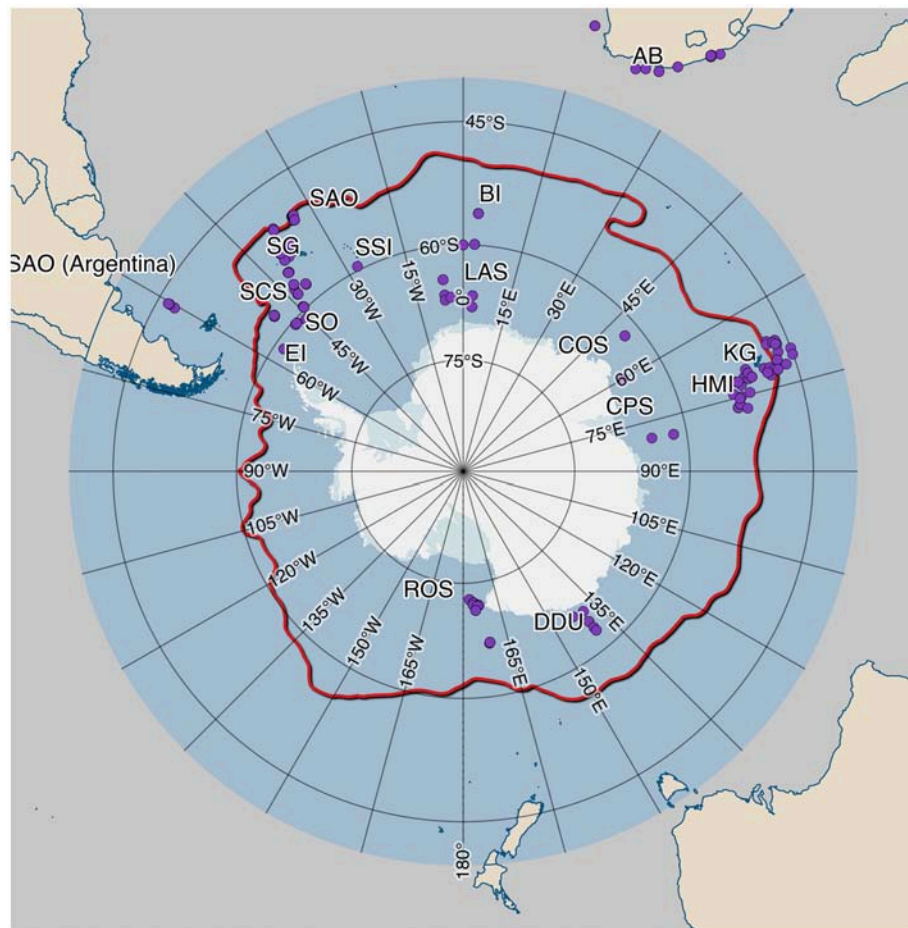 AB
45°S
BI
SAO
SG
SSI
60°S
15°W
LAS
0°
15°E
30°E
30°W
SAO (Argentina)
SCS
SO
45°W
45°E
EI
60°W
75°S
COS
60°E
KG
HMI
CPS
75°W
75°E
90°W
90°E
105°W
105°E
120°W
120°E
ROS
135°W
DDU
135°E
150°W
165°W
165°E
150°E
180°